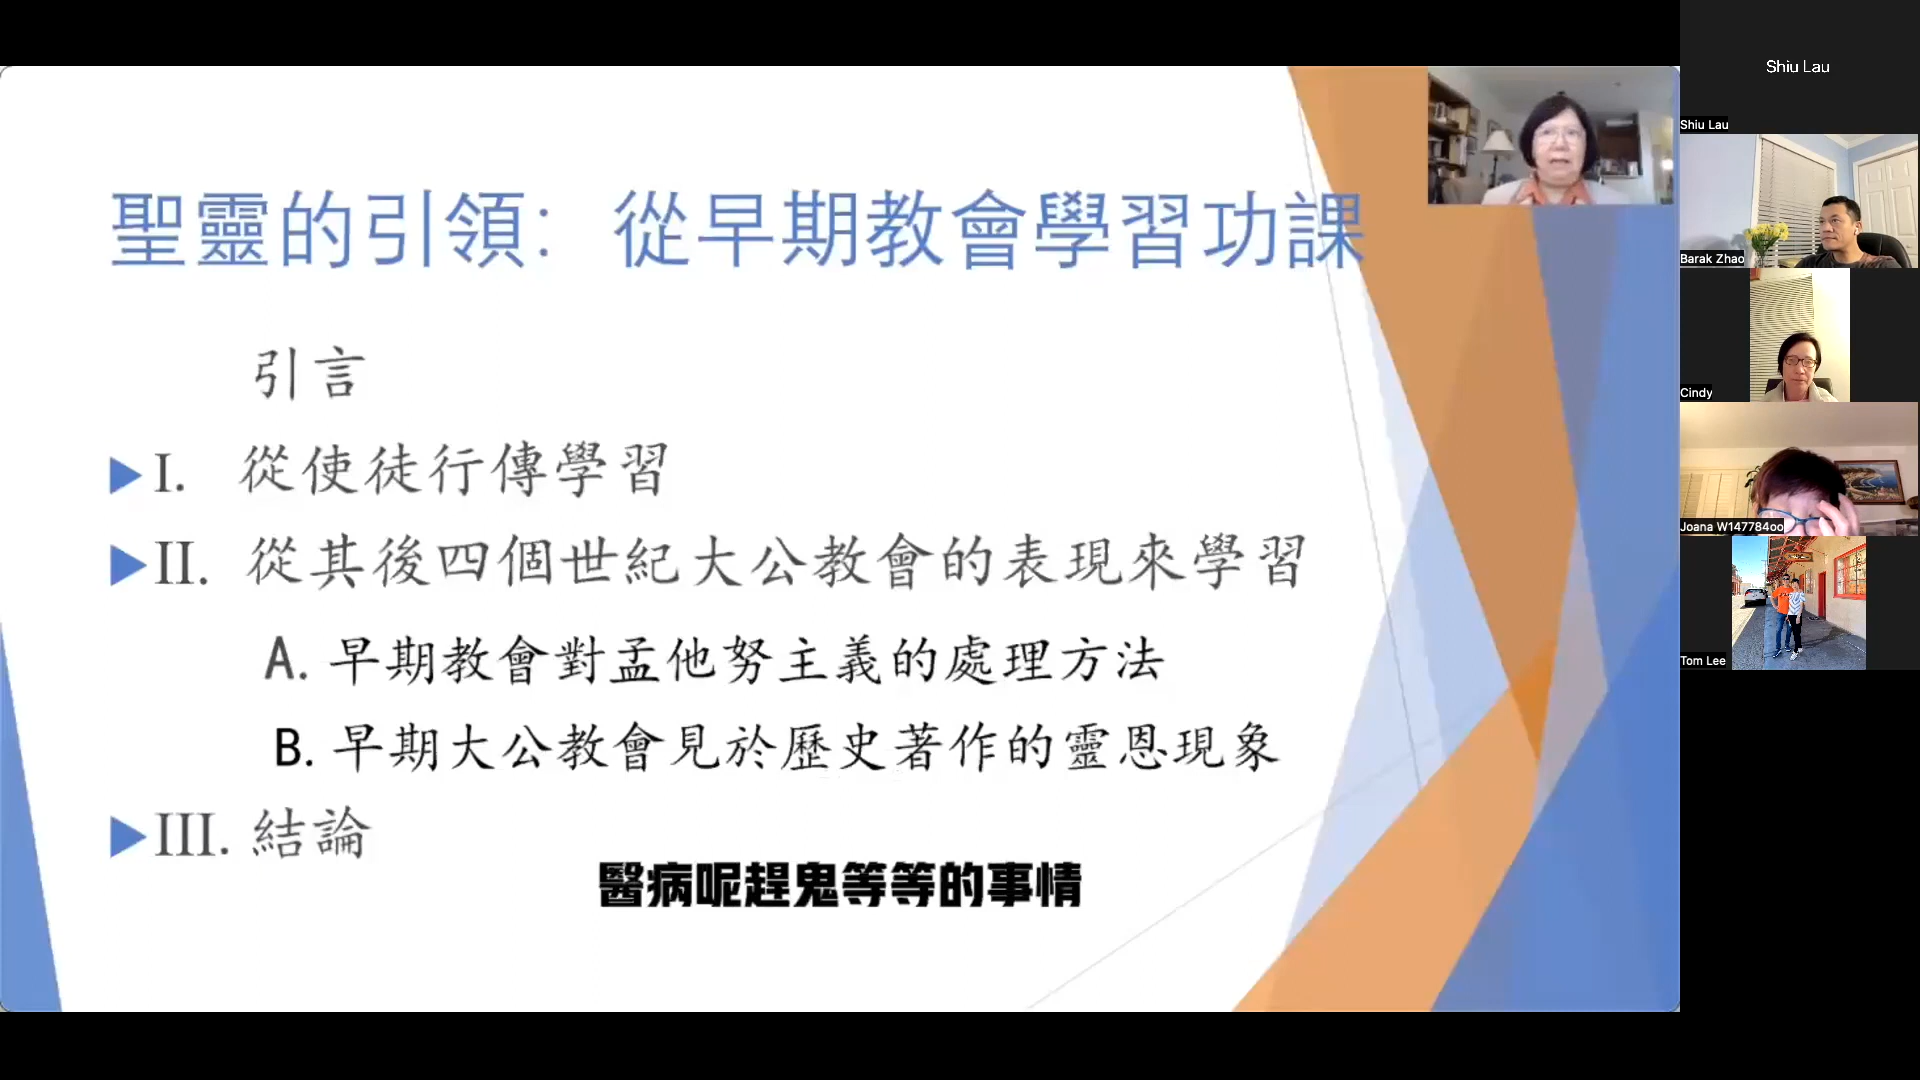 聖靈的引領： 從早期教會學習功課
引言
I. 從使徒行傳學習
II. 從其後四個世紀大公教會的表現來學習
A. 早期教會對孟他努主義的處理方法
B. 早期大公教會見於歷史著作的靈恩現象
III. 結論
醫病呢趕鬼等等的事情
Shiu Lau
Shiu Lau
Barak Zhao
Cindy
Joana W147784oo
Tom Lee